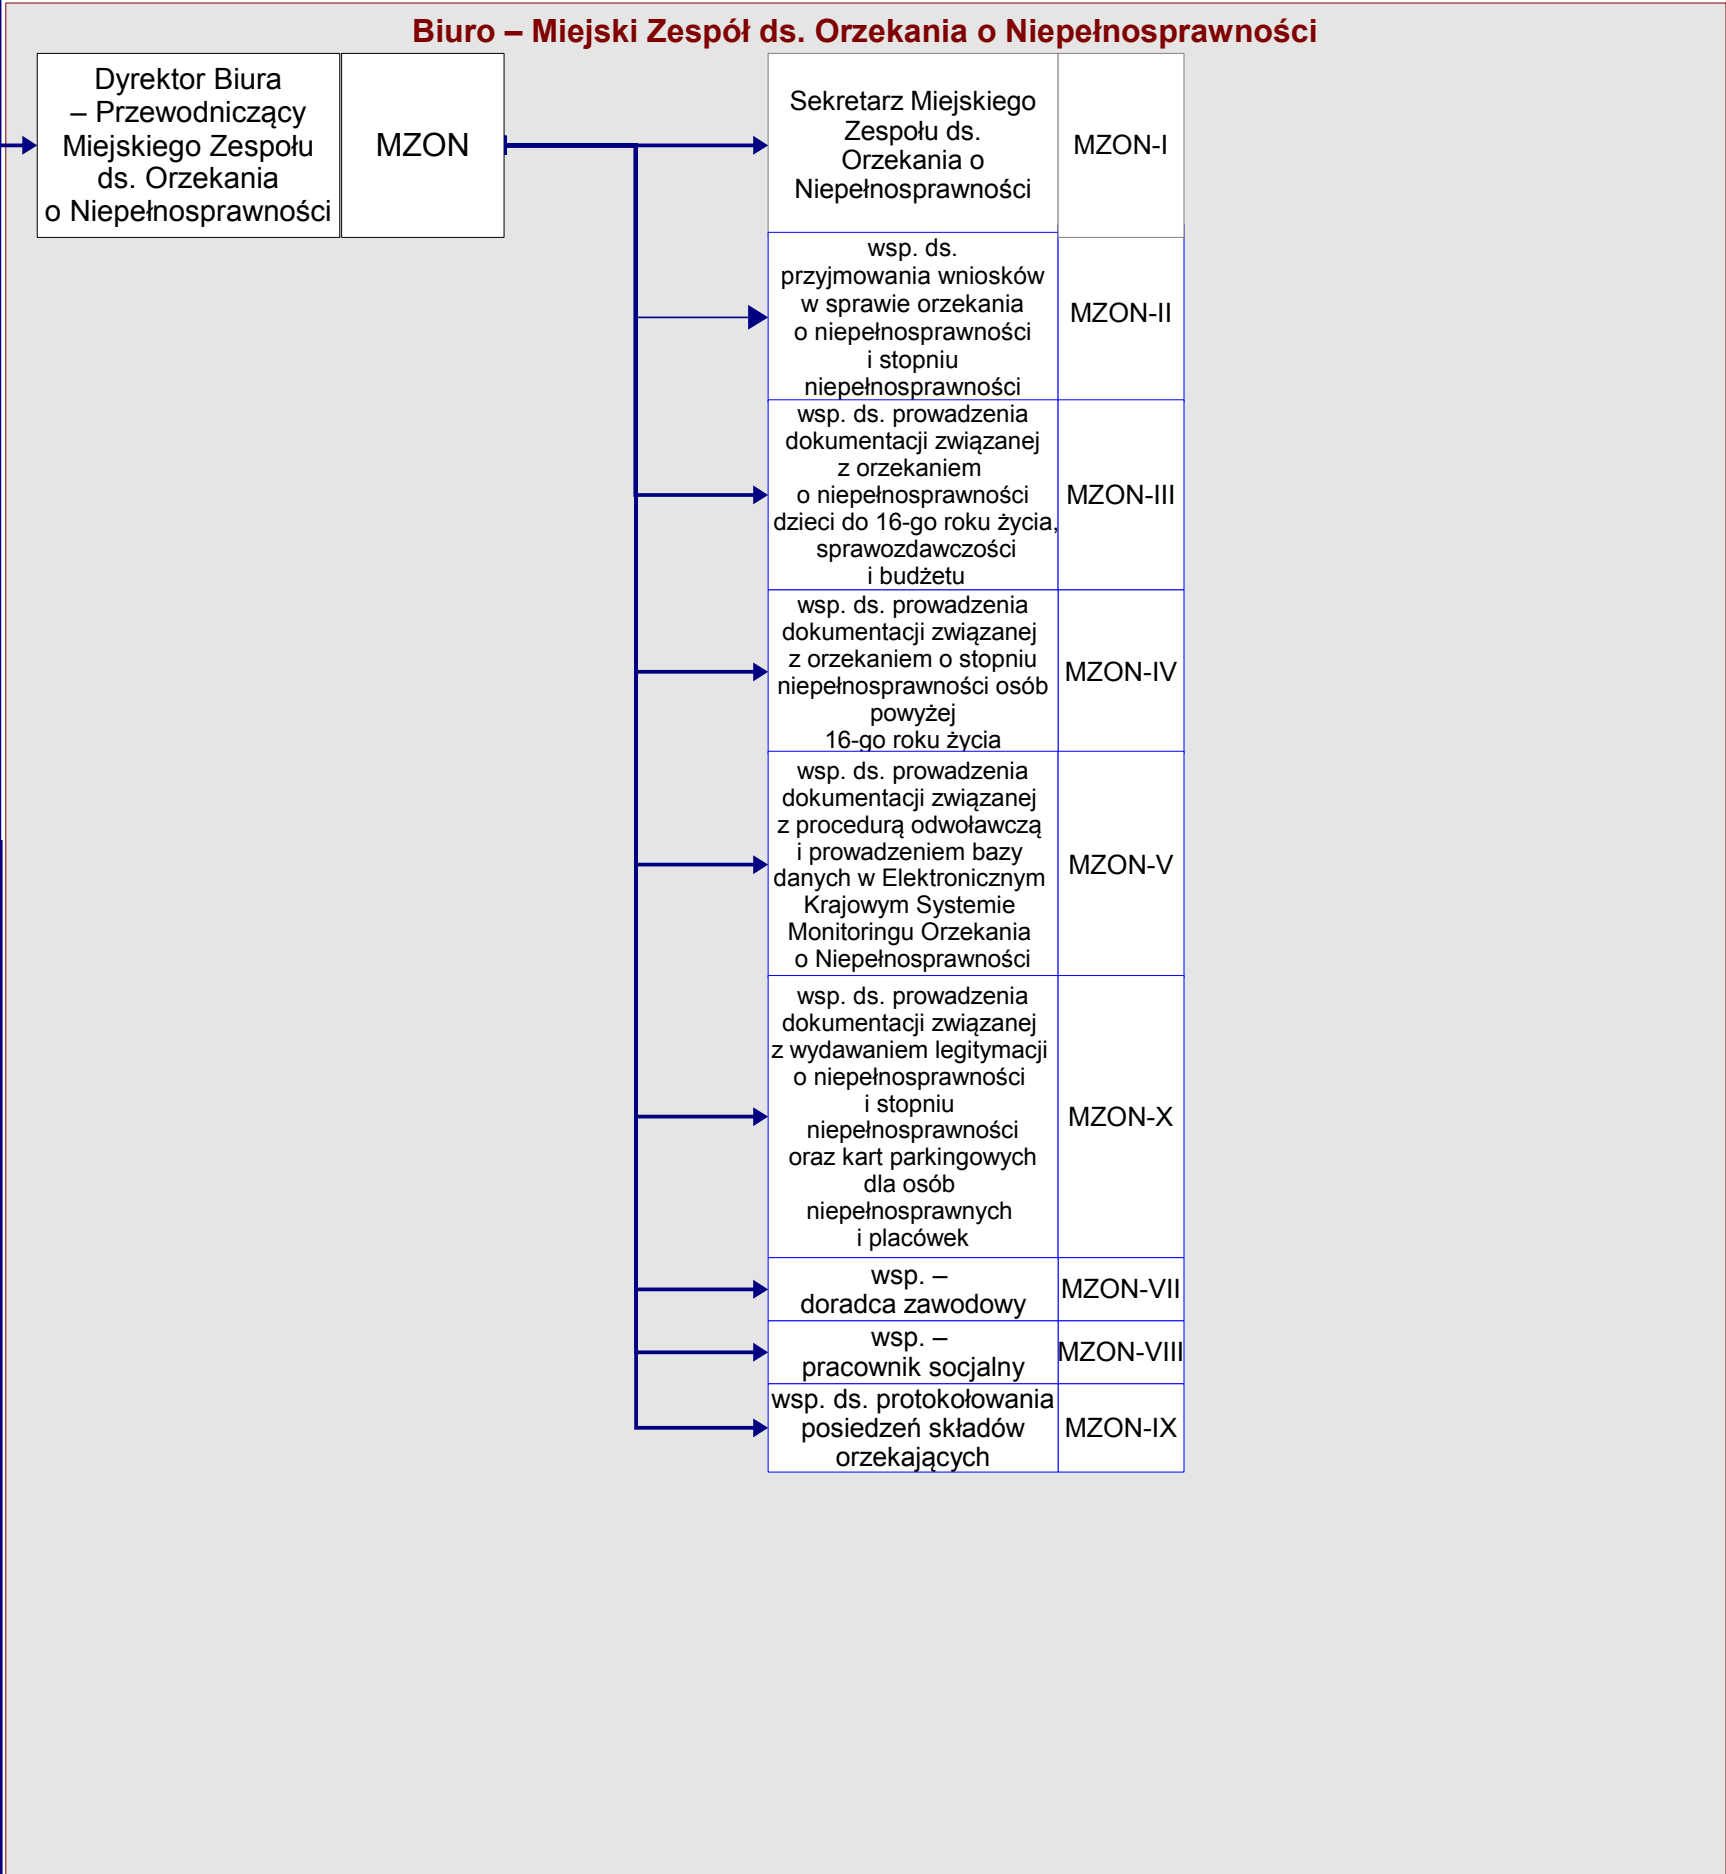 Biuro – Miejski Zespół ds. Orzekania o Niepełnosprawności
Dyrektor Biura
– Przewodniczący
Miejskiego Zespołu
ds. Orzekania
o Niepełnosprawności
MZON
Sekretarz Miejskiego
Zespołu ds.
Orzekania o
Niepełnosprawności
MZON-I
wsp. ds.
przyjmowania wniosków
w sprawie orzekania
o niepełnosprawności
i stopniu
niepełnosprawności
MZON-II
wsp. ds. prowadzenia
dokumentacji związanej
z orzekaniem
o niepełnosprawności
dzieci do 16-go roku życia,
sprawozdawczości
i budżetu
MZON-III
wsp. ds. prowadzenia
dokumentacji związanej
z orzekaniem o stopniu
niepełnosprawności osób
powyżej
16-go roku życia
MZON-IV
wsp. ds. prowadzenia
dokumentacji związanej
z procedurą odwoławczą
i prowadzeniem bazy
danych w Elektronicznym
Krajowym Systemie
Monitoringu Orzekania
o Niepełnosprawności
MZON-V
wsp. ds. prowadzenia
dokumentacji związanej
z wydawaniem legitymacji
o niepełnosprawności
i stopniu
niepełnosprawności
oraz kart parkingowych
dla osób
niepełnosprawnych
i placówek
MZON-X
wsp. –
doradca zawodowy
MZON-VII
wsp. –
pracownik socjalny
MZON-VIII
wsp. ds. protokołowania
posiedzeń składów
orzekających
MZON-IX